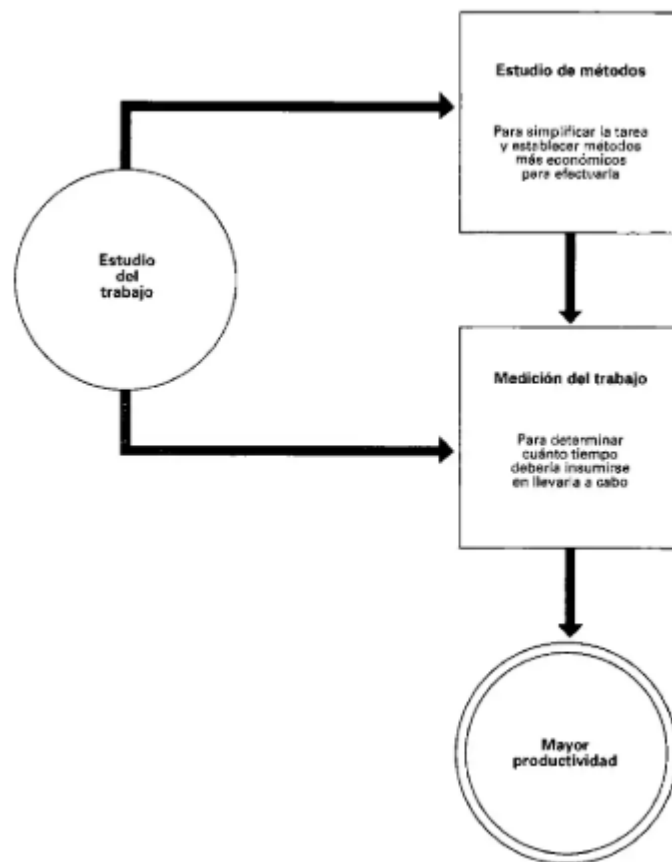 Estudio de métodos
Para simplificar la tarea
y establecer métodos
más económicos
para efectuarla
Estudio
del
trabajo
Medición del trabajo
Para determinar
cuánto tiempo
debería insumirse
en llevarla a cabo
Mayor
productividad